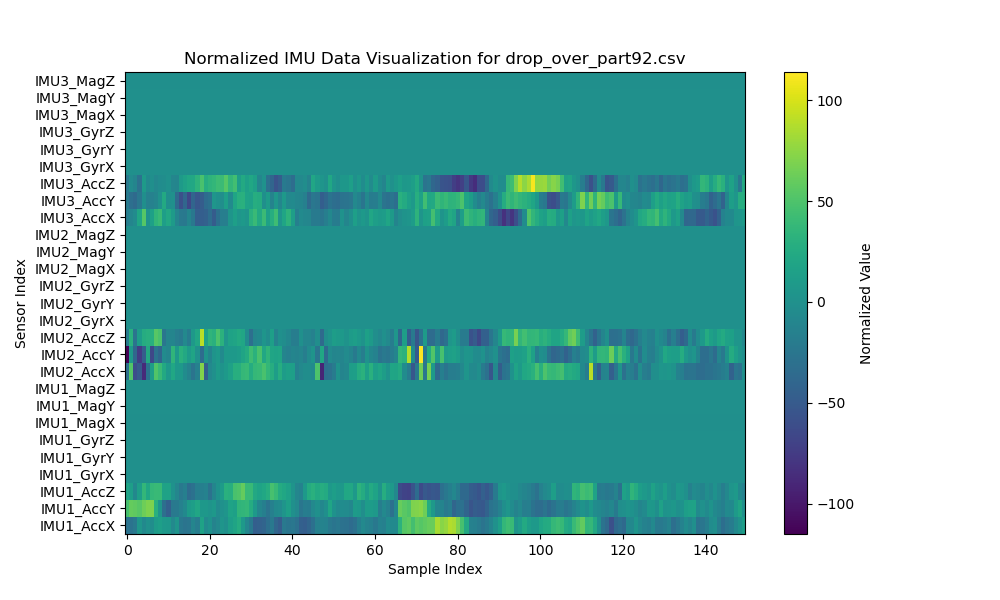 Normalized IMU Data Visualization for drop_over_part92.csv
IMU3_MagZ
IMU3_MagY
IMU3_MagX
IMU3_GyrZ
IMU3_GyrY
IMU3_GyrX
IMU3_AccZ
IMU3_AccY
IMU3_AccX
IMU2_MagZ
IMU2_MagY
IMU2_MagX
IMU2_GyrZ
IMU2_GyrY
IMU2_GyrX
IMU2_AccZ
IMU2_AccY
IMU2_AccX
IMU1_MagZ
IMU1_MagY
IMU1_MagX
IMU1_GyrZ
IMU1_GyrY
IMU1_GyrX
IMU1_AccZ
IMU1_AccY
IMU1_AccX
Sensor Index
0 20 40 60 80 100 120 140
Sample Index
100
50
0
−50
−100
Normalized Value